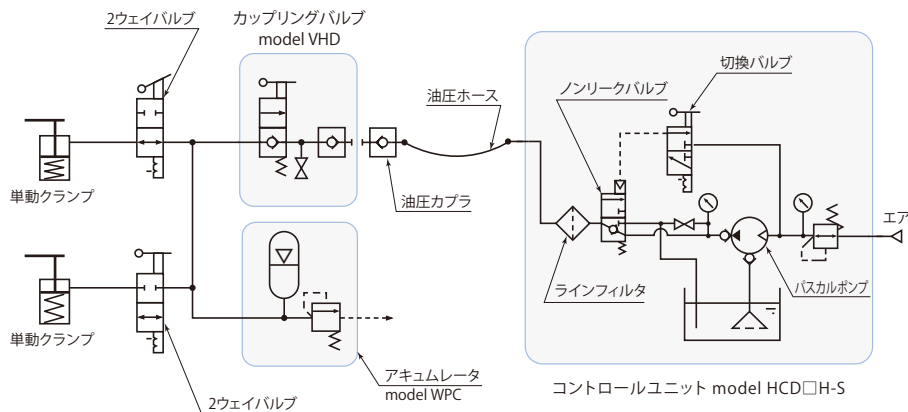 2ウェイバルブ
カップリングバルブ
model VHD
単動クランプ
油圧ホース
油圧カプラ
ノンリークバルブ
切換バルブ
エア
ラインフィルタ
パスカルポンプ
単動クランプ
2ウェイバルブ
アキュムレータ
model WPC
コントロールユニット model HCD□H-S